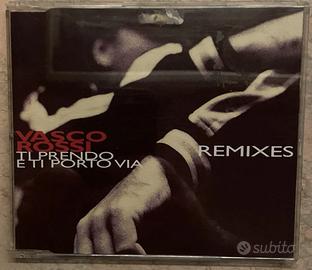 VASCO
ROSSI
TI PRENDO
E TI PORTO VIA
REMIXES
subito